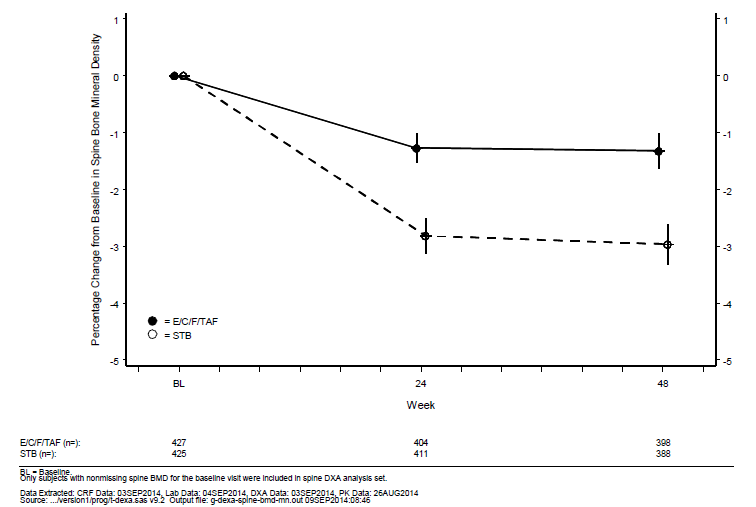 Percentage Change from Baseline in Spine Bone Mineral Density
1
0
-1
-2
-3
-4
-5
1
0
-1
-2
-3
-4
-5
= E/C/F/TAF
= STB
BL 24 48
Week
E/C/F/TAF (n=): 427 404 398
STB (n=): 425 411 388
BL = Baseline.
Only subjects with nonmissing spine BMD for the baseline visit were included in spine DXA analysis set.
Data Extracted: CRF Data: 03SEP2014, Lab Data: 04SEP2014, DXA Data: 03SEP2014, PK Data: 26AUG2014
Source: .../version1/prog/t-dexa.sas v9.2 Output file: g-dexa-spine-bmd-mn.out 09SEP2014:08:46